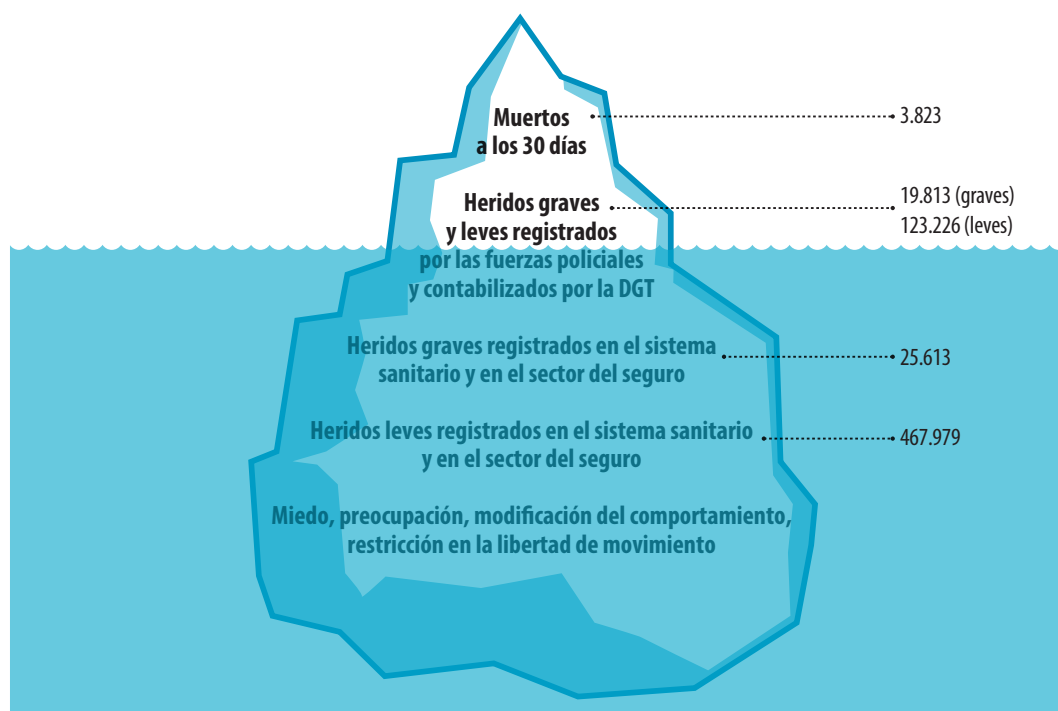 Muertos
a los 30 días
3.823
Heridos graves
y leves registrados
por las fuerzas policiales
y contabilizados por la DGT
19.813 (graves)
123.226 (leves)
Heridos graves registrados en el sistema
sanitario y en el sector del seguro
25.613
Heridos leves registrados en el sistema sanitario
y en el sector del seguro
467.979
Miedo, preocupación, modificación del comportamiento,
restricción en la libertad de movimiento